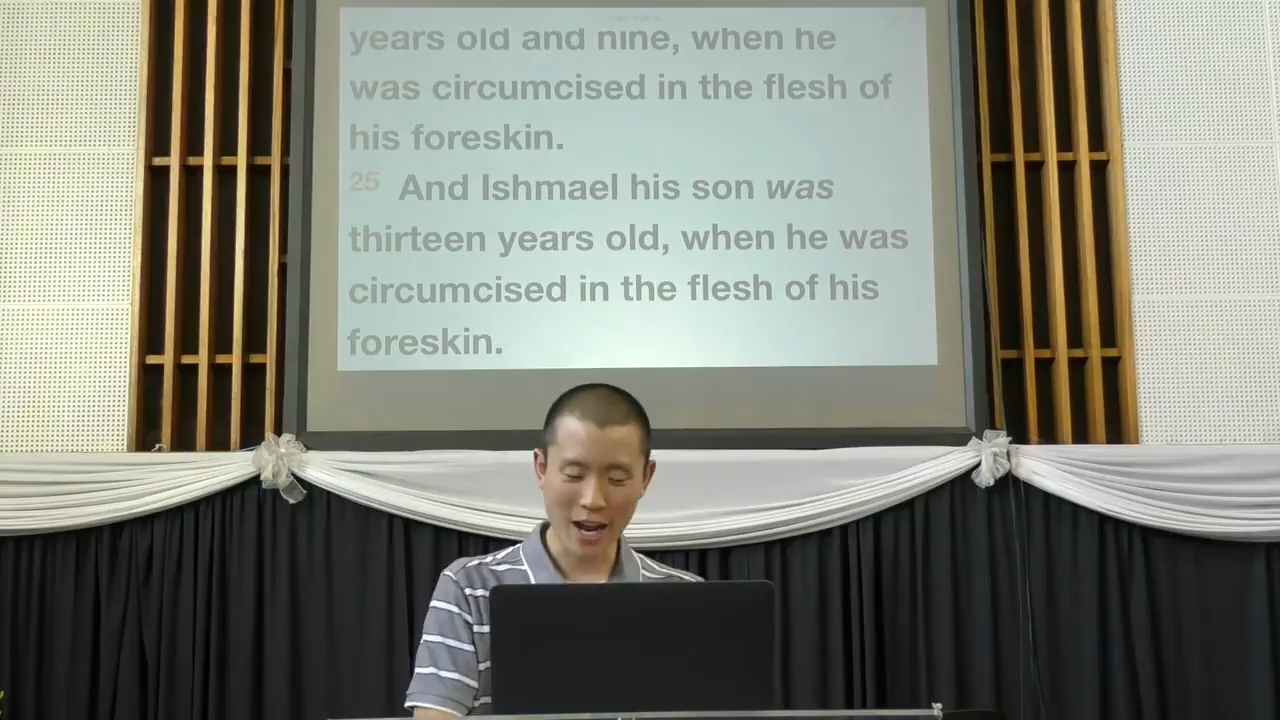 years old and nine, when he
was circumcised in the flesh of
his foreskin.
25 And Ishmael his son was
thirteen years old, when he was
circumcised in the flesh of his
foreskin.